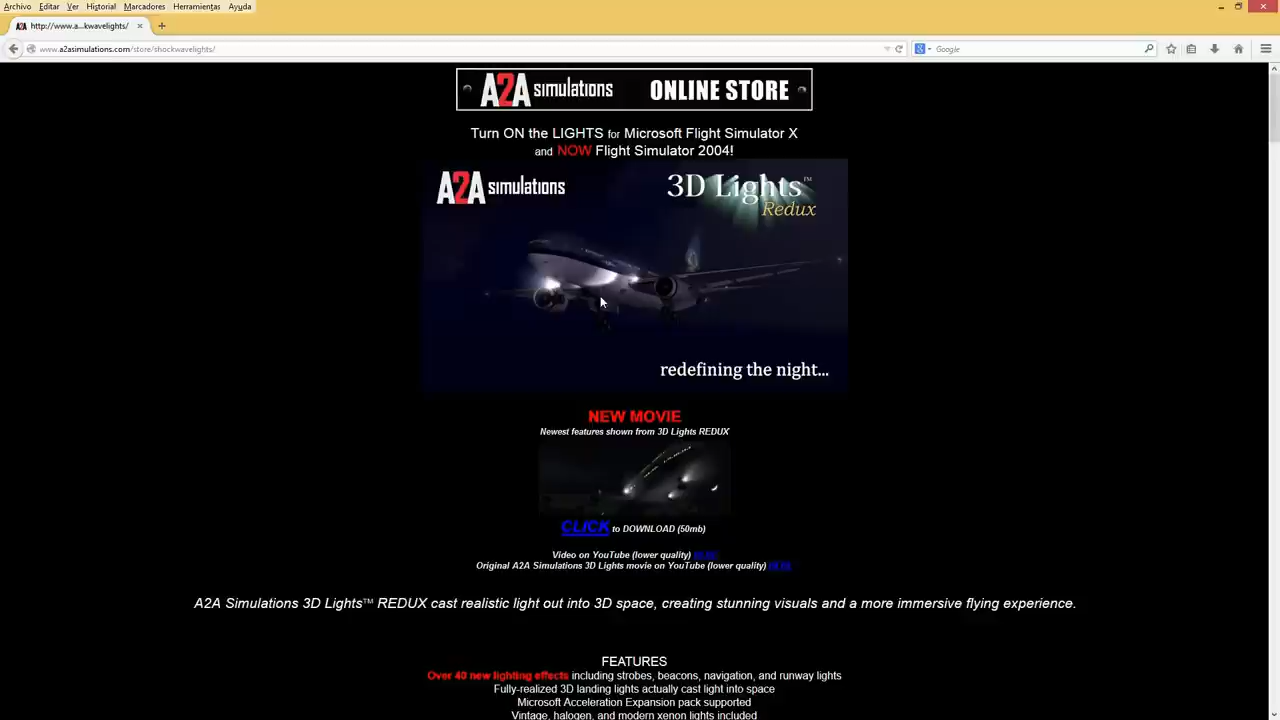 Archivo Editar Ver Historial Marcadores Herramientas Ayuda
http://www.a...kwavelights/
www.a2asimulations.com/store/shockwavelights/
Google
A2A simulations ONLINE STORE
Turn ON the LIGHTS for Microsoft Flight Simulator X
and NOW Flight Simulator 2004!
A2A simulations
3D Lights™
Redux
redefining the night...
NEW MOVIE
Newest features shown from 3D Lights REDUX
CLICK to DOWNLOAD (50mb)
Video on YouTube (lower quality)
Original A2A Simulations 3D Lights movie on YouTube (lower quality)
A2A Simulations 3D Lights™ REDUX cast realistic light out into 3D space, creating stunning visuals and a more immersive flying experience.
FEATURES
Over 40 new lighting effects including strobes, beacons, navigation, and runway lights
Fully-realized 3D landing lights actually cast light into space
Microsoft Acceleration Expansion pack supported
Vintage, halogen, and modern xenon lights included